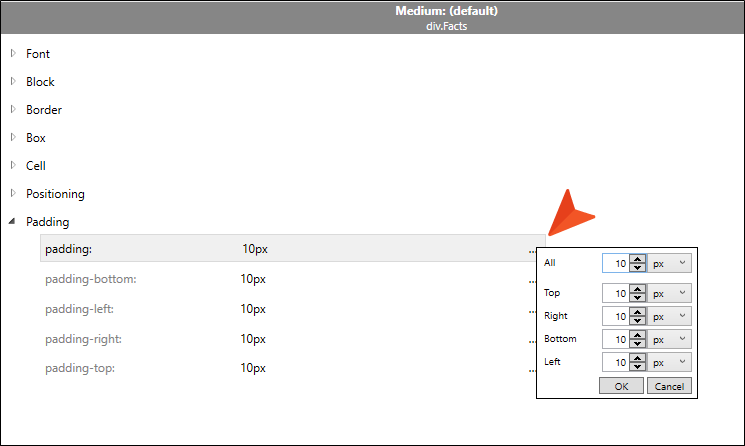 Medium: (default)
div.Facts
Font
Block
Border
Box
Cell
Positioning
Padding
padding: 10px ...
padding-bottom: 10px ...
padding-left: 10px ...
padding-right: 10px ...
padding-top: 10px ...
All 10 px
Top 10 px
Right 10 px
Bottom 10 px
Left 10 px
OK Cancel